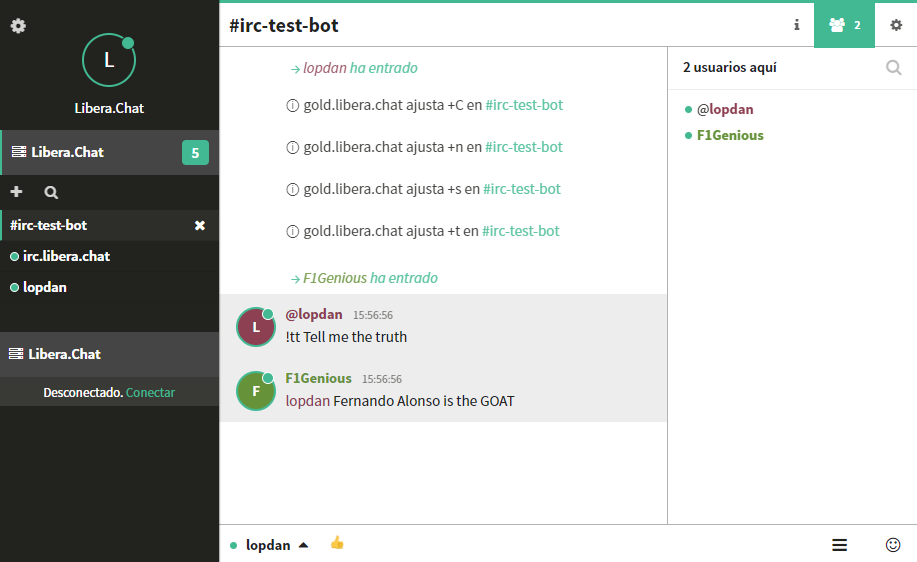 L
Libera.Chat
Libera.Chat 5
#irc-test-bot
irc.libera.chat
lopdan
Libera.Chat
Desconectado. Conectar
#irc-test-bot
2
lopdan ha entrado
gold.libera.chat ajusta +C en #irc-test-bot
gold.libera.chat ajusta +n en #irc-test-bot
gold.libera.chat ajusta +s en #irc-test-bot
gold.libera.chat ajusta +t en #irc-test-bot
F1Genious ha entrado
L
@lopdan 15:56:56
!tt Tell me the truth
F
F1Genious 15:56:56
lopdan Fernando Alonso is the GOAT
lopdan
2 usuarios aquí
@lopdan
F1Genious